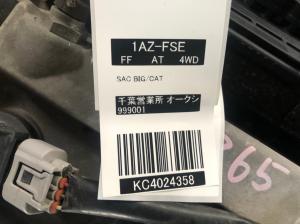 1AZ-FSE
FF AT 4WD
SAC BIG/CAT
千葉営業所 オークシ
999001
KC4024358
365